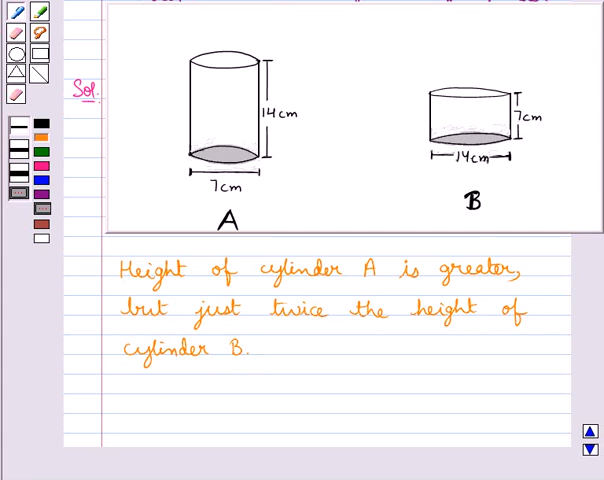 Sol.
14cm
7cm
A
7cm
14cm
B
Height of cylinder A is greater,
but just twice the height of
cylinder B.